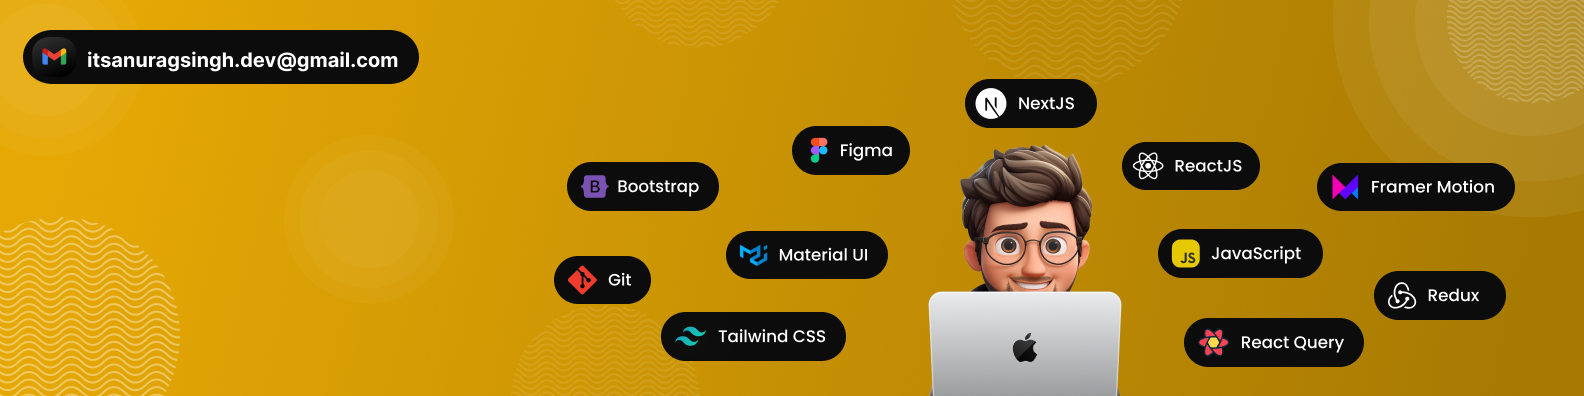 itsanuragsingh.dev@gmail.com
NextJS
Figma
ReactJS
Bootstrap
Framer Motion
Material UI
JavaScript
Git
Redux
Tailwind CSS
React Query